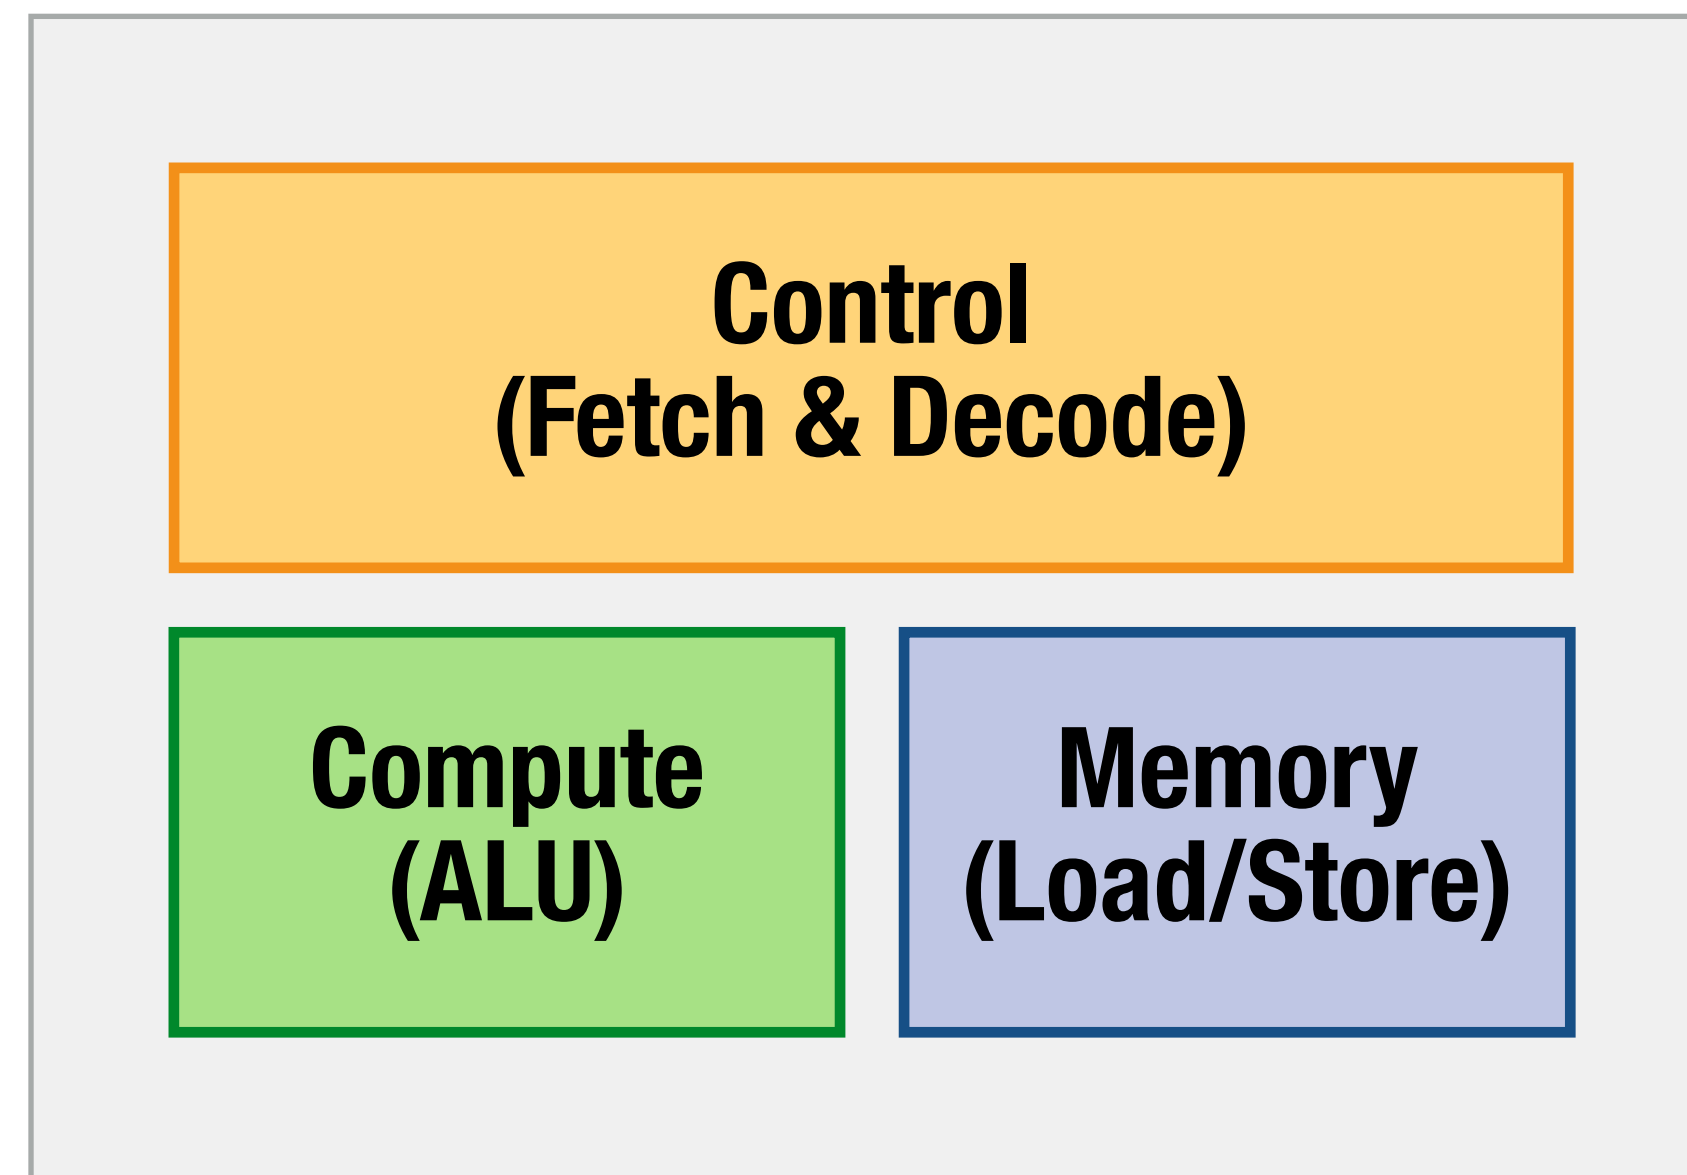 Control
(Fetch & Decode)
Compute
(ALU)
Memory
(Load/Store)